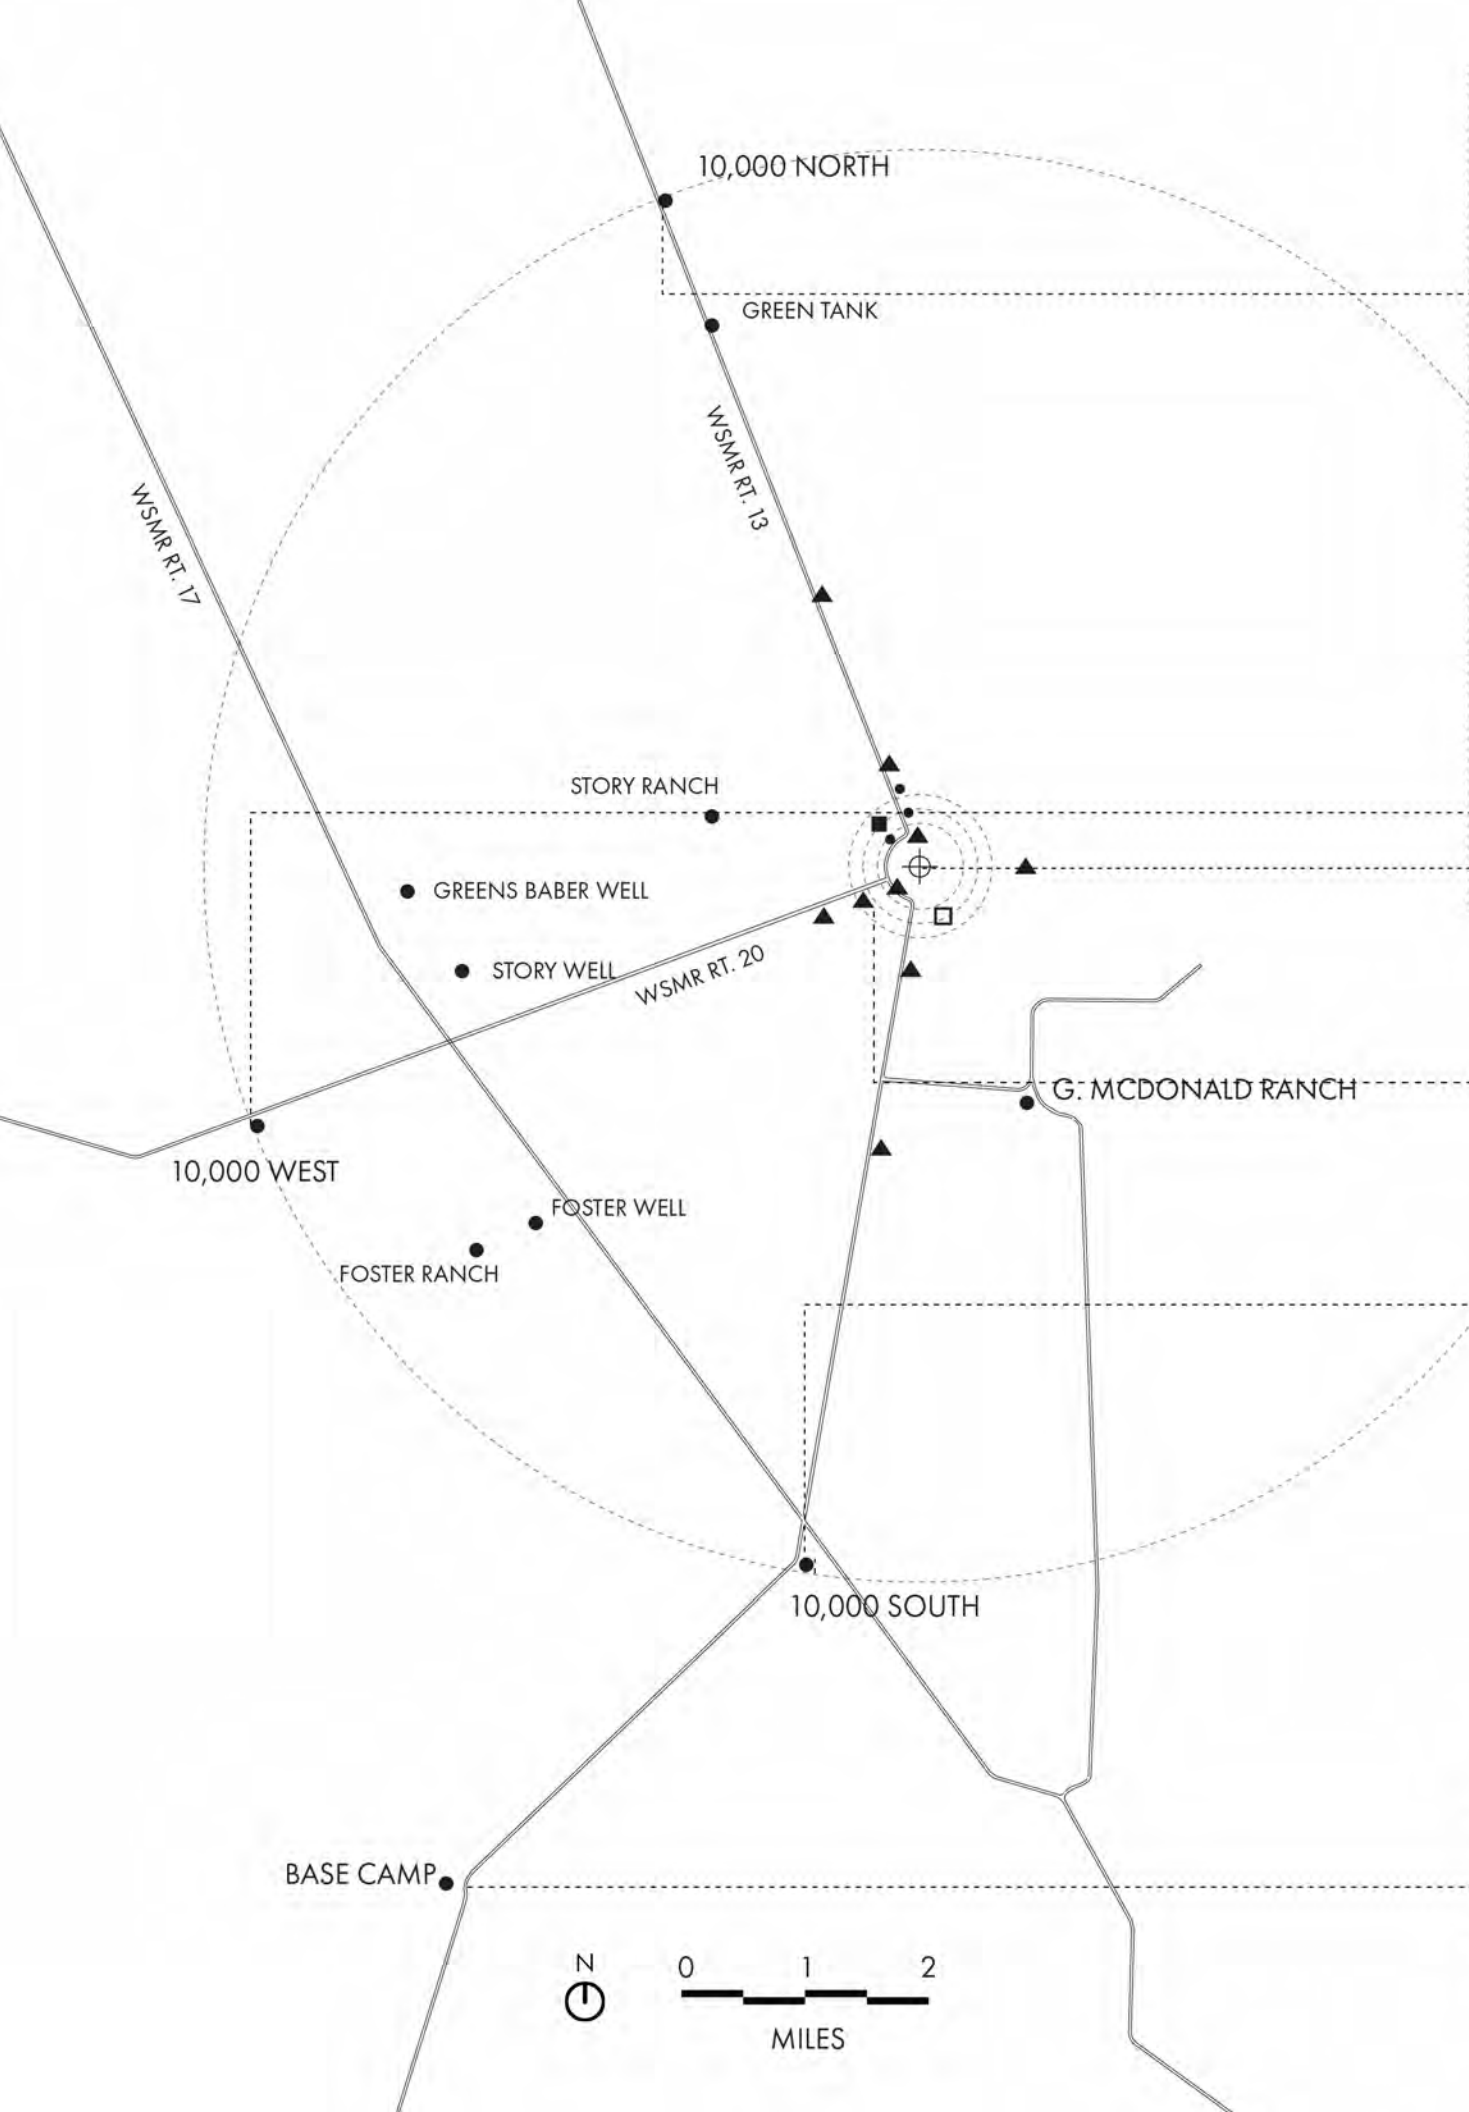 10,000 NORTH
GREEN TANK
WSMR RT. 13
WSMR RT. 17
STORY RANCH
GREENS BABER WELL
STORY WELL
WSMR RT. 20
G. MCDONALD RANCH
10,000 WEST
FOSTER WELL
FOSTER RANCH
10,000 SOUTH
BASE CAMP
N
0 1 2
MILES